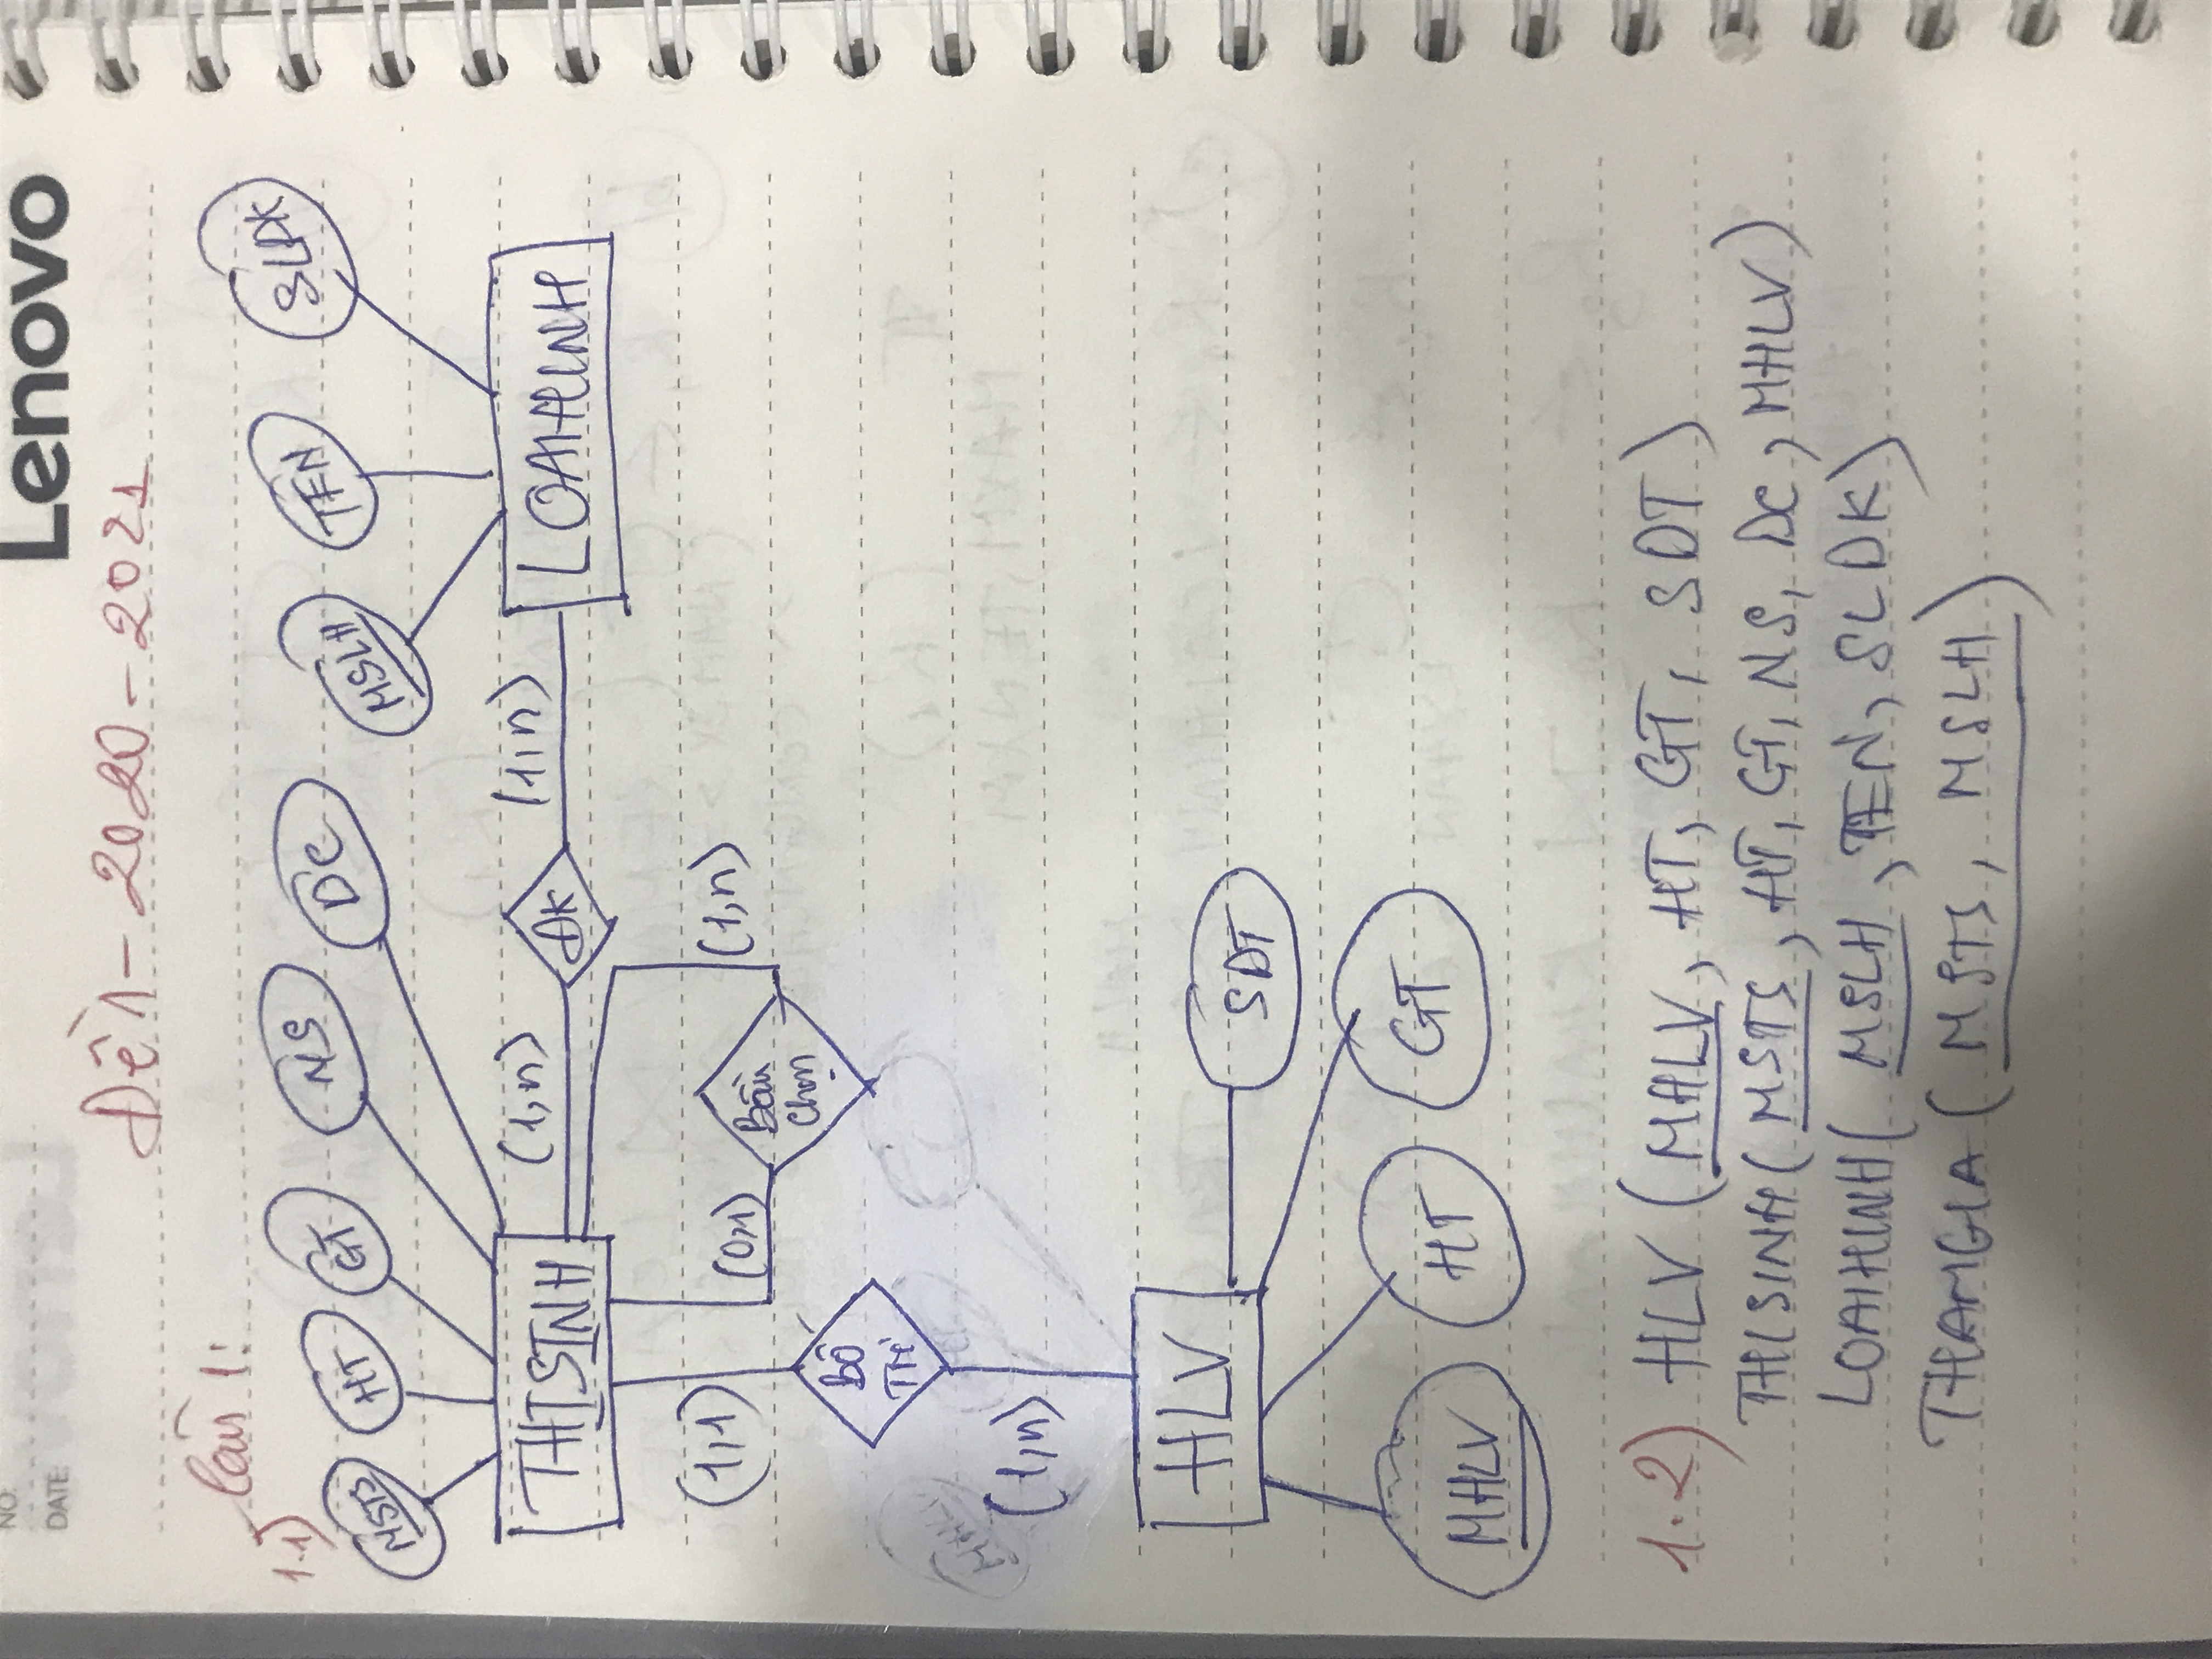 NO:
DATE:
Lenovo
Đề 1 - 2020 - 2021
Câu 1:
1.1)
MSTS HT GT NS DC MSLH TEN SLDK
THISINH (1,n) ĐK (1,n) LOAIHINH
(1,1) (0,1) Bầu Chọn (1,n)
BỐ TRÍ
(1,n)
HLV
SDT
MHLV HT GT
1.2) HLV (MHLV, HT, GT, SDT)
THISINH (MSTS, HT, GT, NS, DC, MHLV)
LOAIHINH (MSLH, TEN, SLDK)
THAMGIA (MSTS, MSLH)